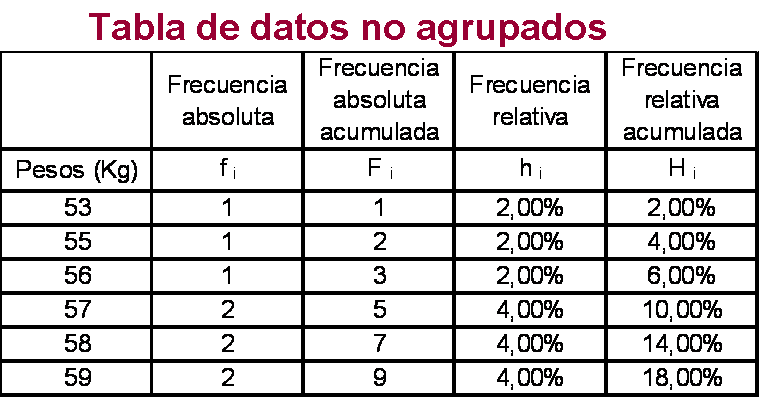 Tabla de datos no agrupados
Frecuencia absoluta Frecuencia absoluta acumulada Frecuencia relativa Frecuencia relativa acumulada
Pesos (Kg) f i F i h i H i
53 1 1 2,00% 2,00%
55 1 2 2,00% 4,00%
56 1 3 2,00% 6,00%
57 2 5 4,00% 10,00%
58 2 7 4,00% 14,00%
59 2 9 4,00% 18,00%